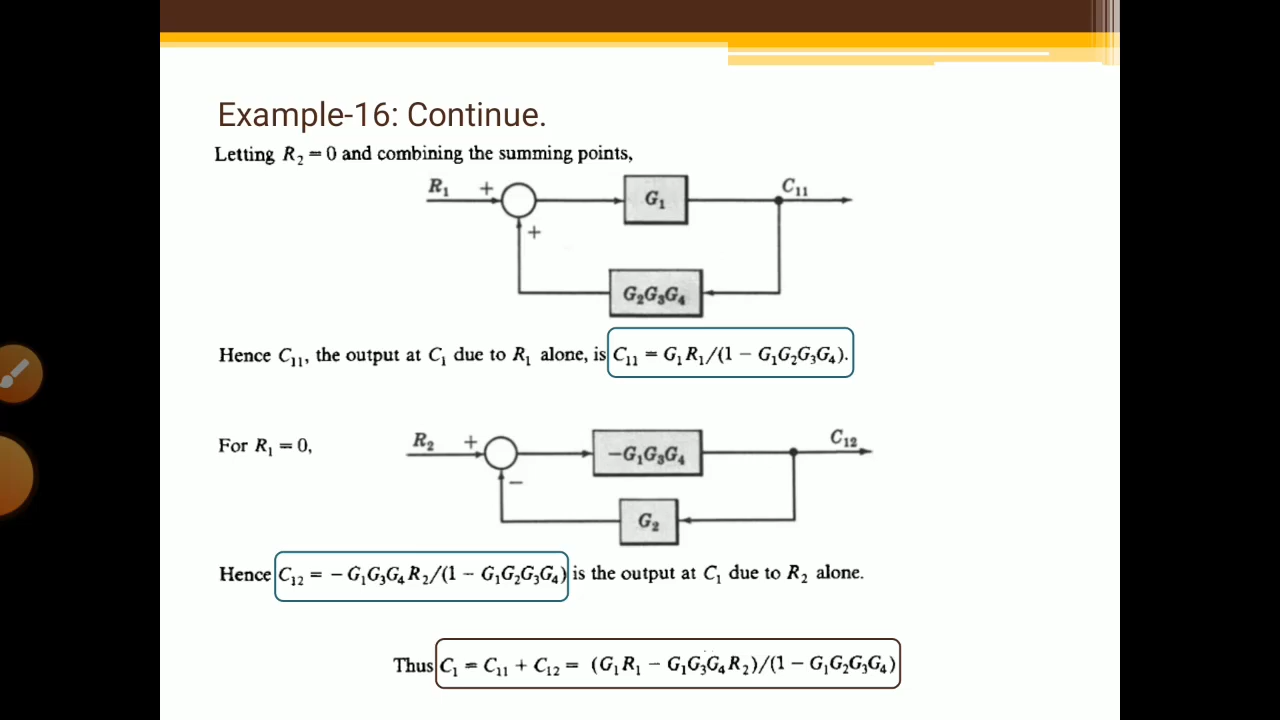 Example-16: Continue.
Letting R₂ = 0 and combining the summing points,
R₁ + G₁ C₁₁
+
G₂G₃G₄
Hence C₁₁, the output at C₁ due to R₁ alone, is C₁₁ = G₁R₁/(1 − G₁G₂G₃G₄).
For R₁ = 0,
R₂ + −G₁G₃G₄ C₁₂
−
G₂
Hence C₁₂ = − G₁G₃G₄R₂/(1 − G₁G₂G₃G₄) is the output at C₁ due to R₂ alone.
Thus C₁ = C₁₁ + C₁₂ = (G₁R₁ − G₁G₃G₄R₂)/(1 − G₁G₂G₃G₄)